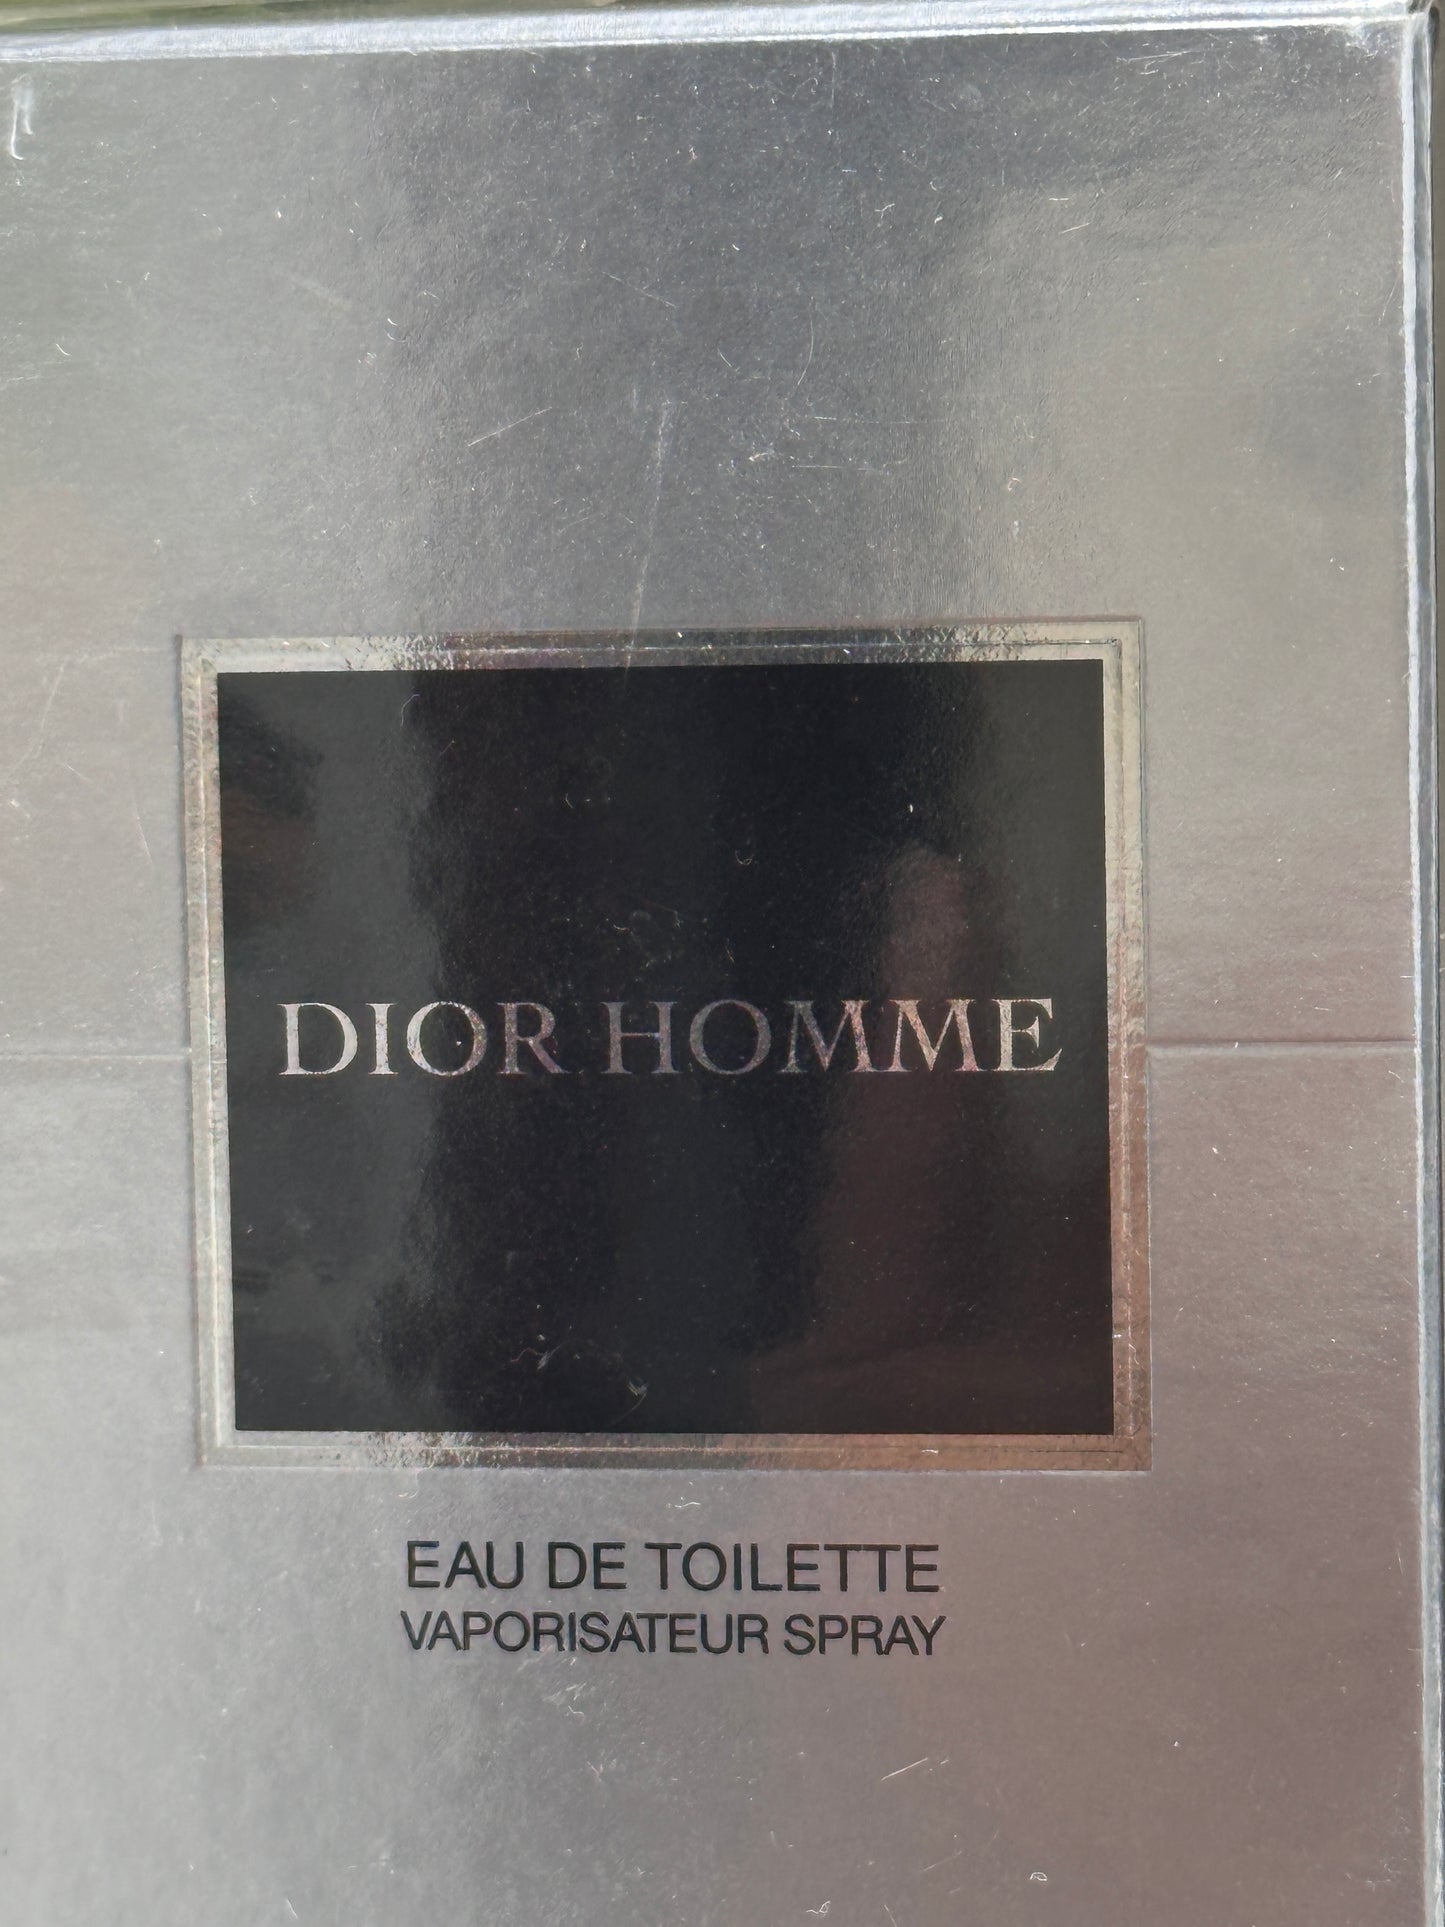 DIOR HOMME
EAU DE TOILETTE
VAPORISATEUR SPRAY